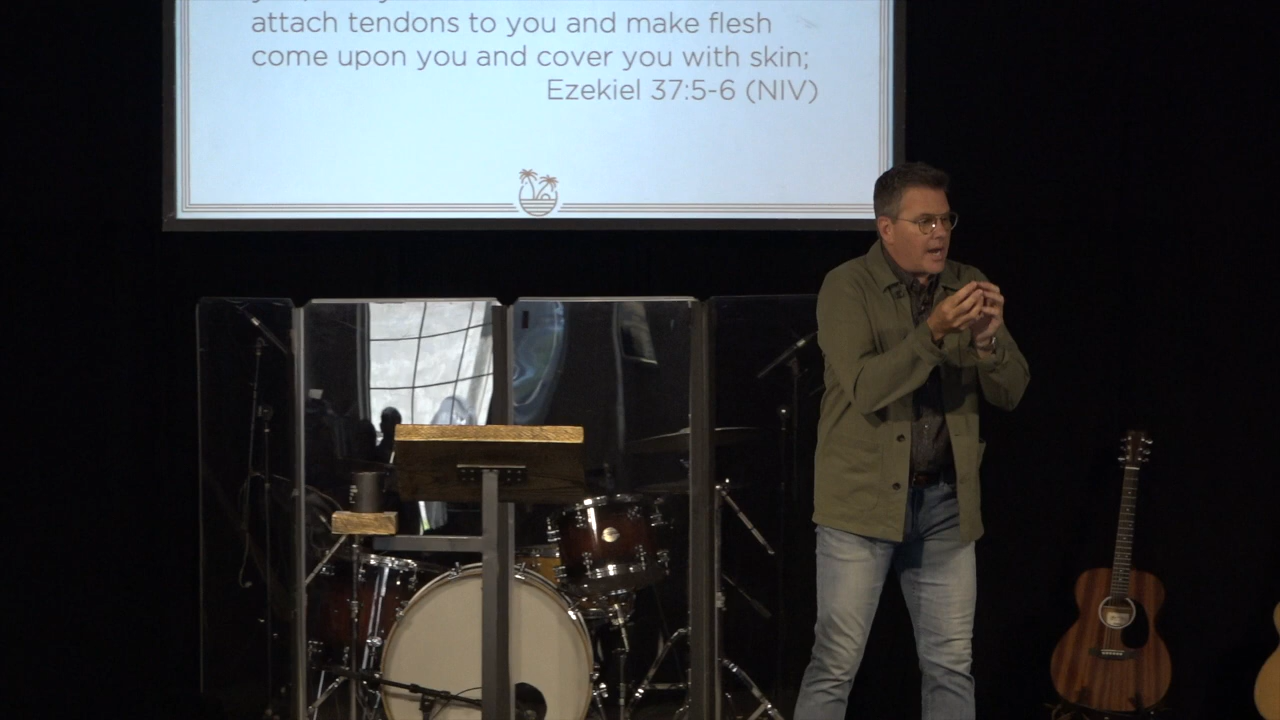 attach tendons to you and make flesh
come upon you and cover you with skin;
Ezekiel 37:5-6 (NIV)